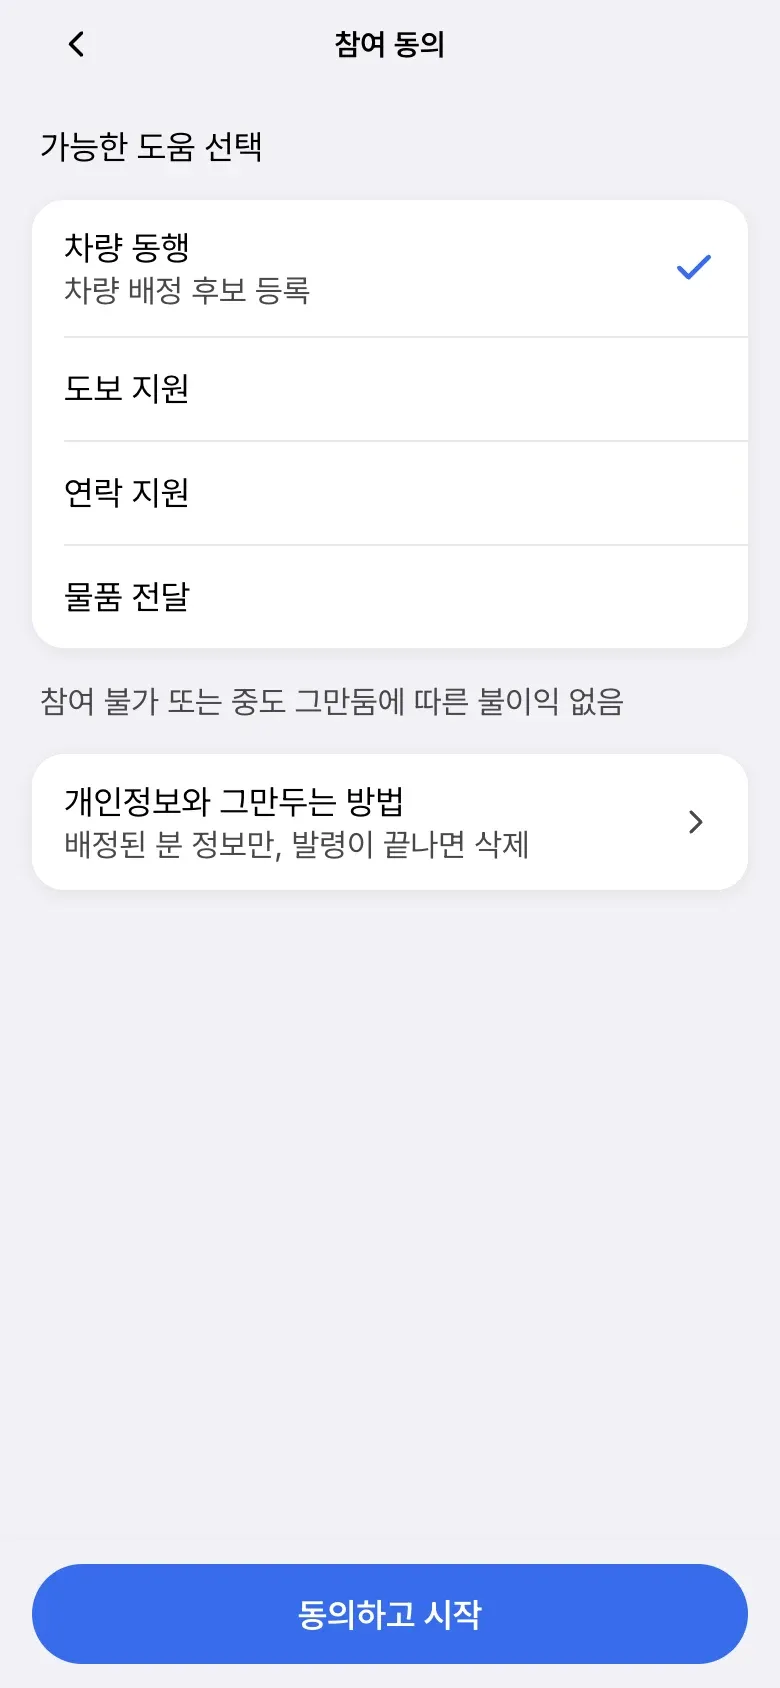 참여 동의
가능한 도움 선택
차량 동행
차량 배정 후보 등록
도보 지원
연락 지원
물품 전달
참여 불가 또는 중도 그만둠에 따른 불이익 없음
개인정보와 그만두는 방법
배정된 분 정보만, 발령이 끝나면 삭제
동의하고 시작